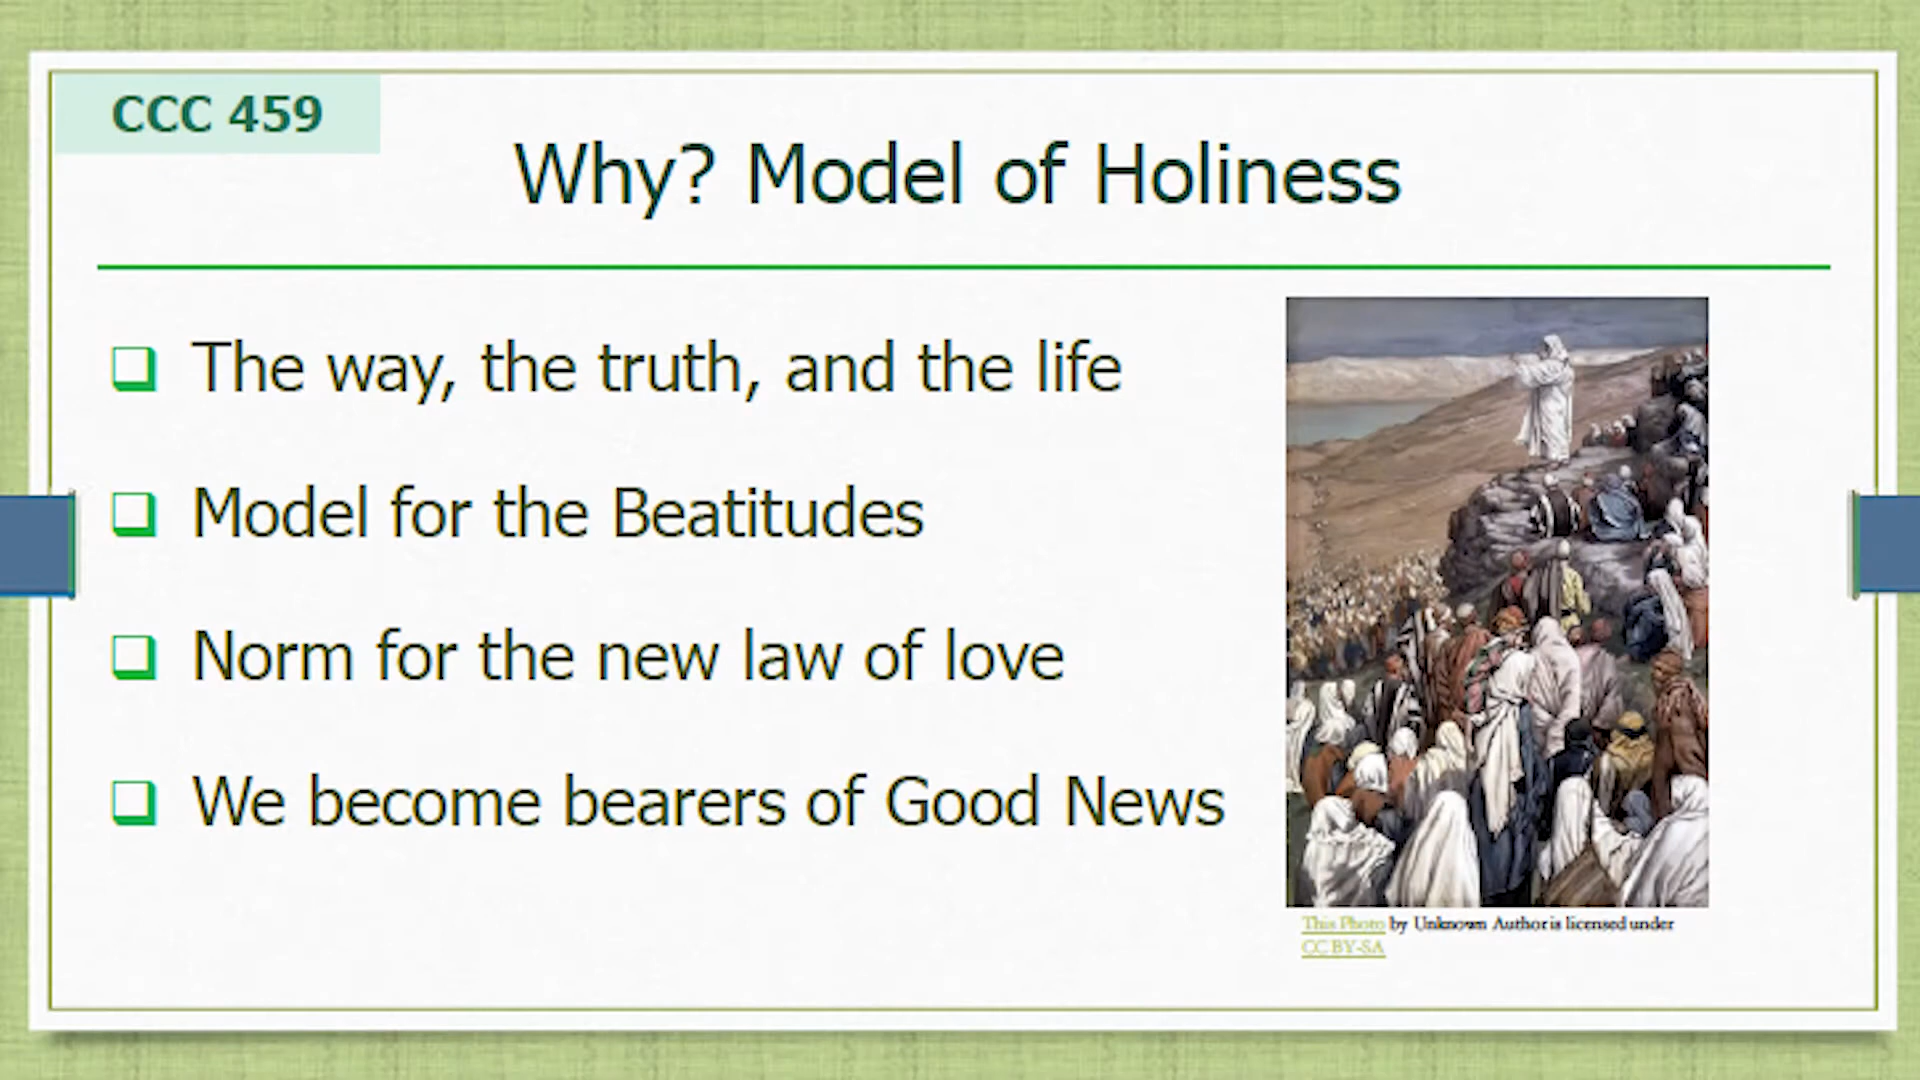 CCC 459
Why? Model of Holiness
The way, the truth, and the life
Model for the Beatitudes
Norm for the new law of love
We become bearers of Good News
This Photo by Unknown Author is licensed under
CC BY-SA